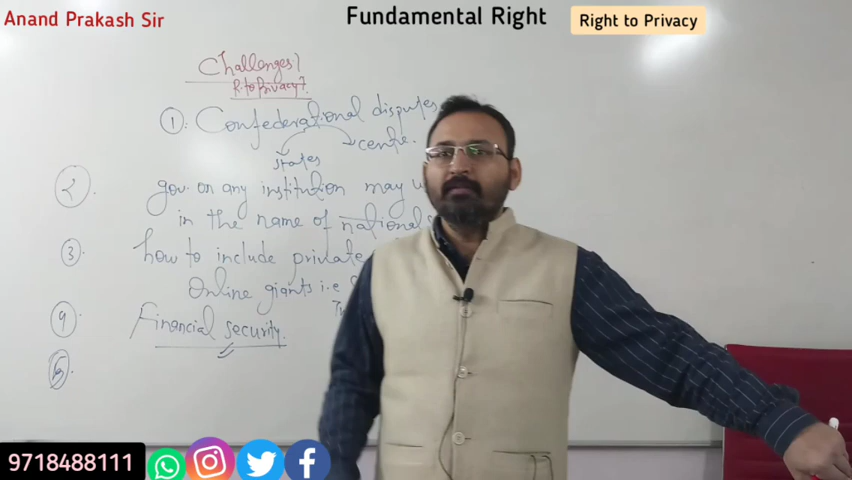 Anand Prakash Sir
Fundamental Right
Right to Privacy
Challenges?
R. to Privacy?
①. Confederational disputes
states
centre.
2. gov. on any institution may
in the name of national
③. how to include private
Online giants i.e
④ Financial security.
⑤
9718488111